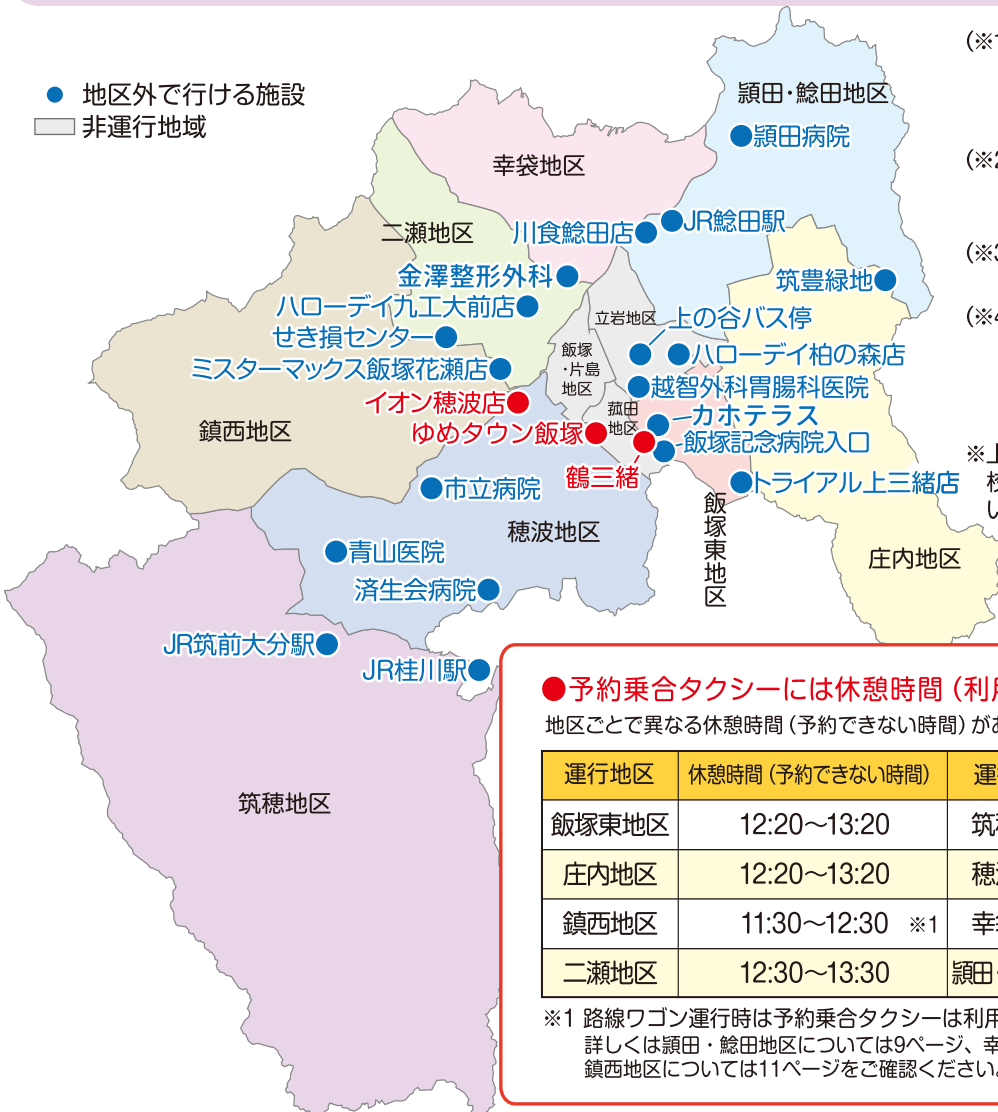 (※1
地区外で行ける施設
非運行地域
頴田・鯰田地区
頴田病院
(※2
幸袋地区
二瀬地区
川食鯰田店
JR鯰田駅
(※3
金澤整形外科
筑豊緑地
ハローデイ九工大前店
立岩地区
上の谷バス停
(※4
せき損センター
飯塚
・片島
地区
ハローデイ柏の森店
ミスターマックス飯塚花瀬店
越智外科胃腸科医院
イオン穂波店
菰田
地区
カホテラス
鎮西地区
ゆめタウン飯塚
飯塚記念病院入口
鶴三緒
トライアル上三緒店
※上
い
市立病院
飯塚東地区
穂波地区
庄内地区
青山医院
済生会病院
JR筑前大分駅
JR桂川駅
筑穂地区
●予約乗合タクシーには休憩時間（利用
地区ごとで異なる休憩時間（予約できない時間）があ
運行地区 休憩時間（予約できない時間） 運
飯塚東地区 12:20～13:20 筑
庄内地区 12:20～13:20 穂
鎮西地区 11:30～12:30 ※1 幸
二瀬地区 12:30～13:30 頴田・
※1 路線ワゴン運行時は予約乗合タクシーは利用
詳しくは頴田・鯰田地区については9ページ、幸
鎮西地区については11ページをご確認ください。